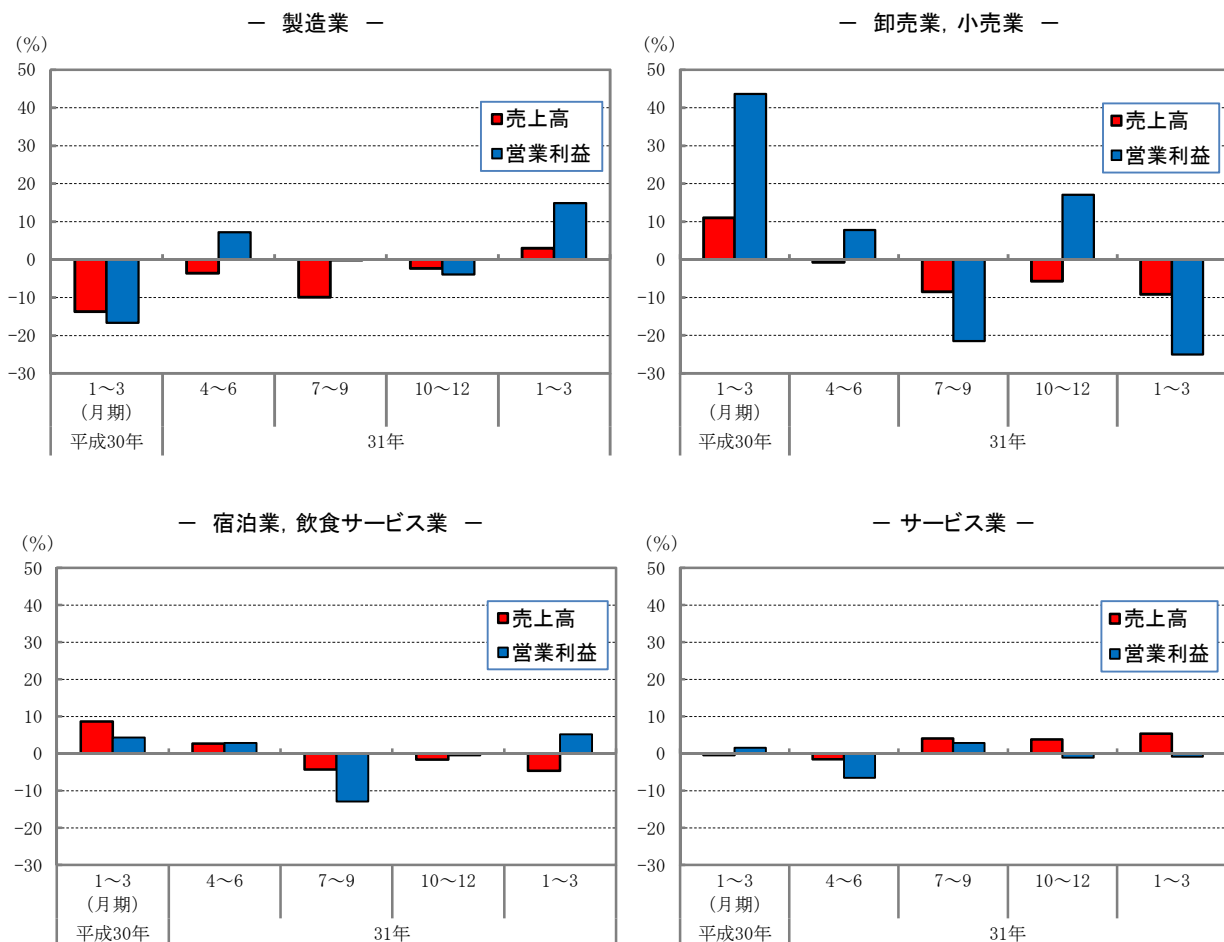 － 製造業 －
(%)
50
40
30
20
10
0
-10
-20
-30
売上高
営業利益
1～3 4～6 7～9 10～12 1～3
(月期)
平成30年 31年
－ 卸売業，小売業 －
(%)
50
40
30
20
10
0
-10
-20
-30
売上高
営業利益
1～3 4～6 7～9 10～12 1～3
(月期)
平成30年 31年
－ 宿泊業，飲食サービス業 －
(%)
50
40
30
20
10
0
-10
-20
-30
売上高
営業利益
1～3 4～6 7～9 10～12 1～3
(月期)
平成30年 31年
－ サービス業 －
(%)
50
40
30
20
10
0
-10
-20
-30
売上高
営業利益
1～3 4～6 7～9 10～12 1～3
(月期)
平成30年 31年